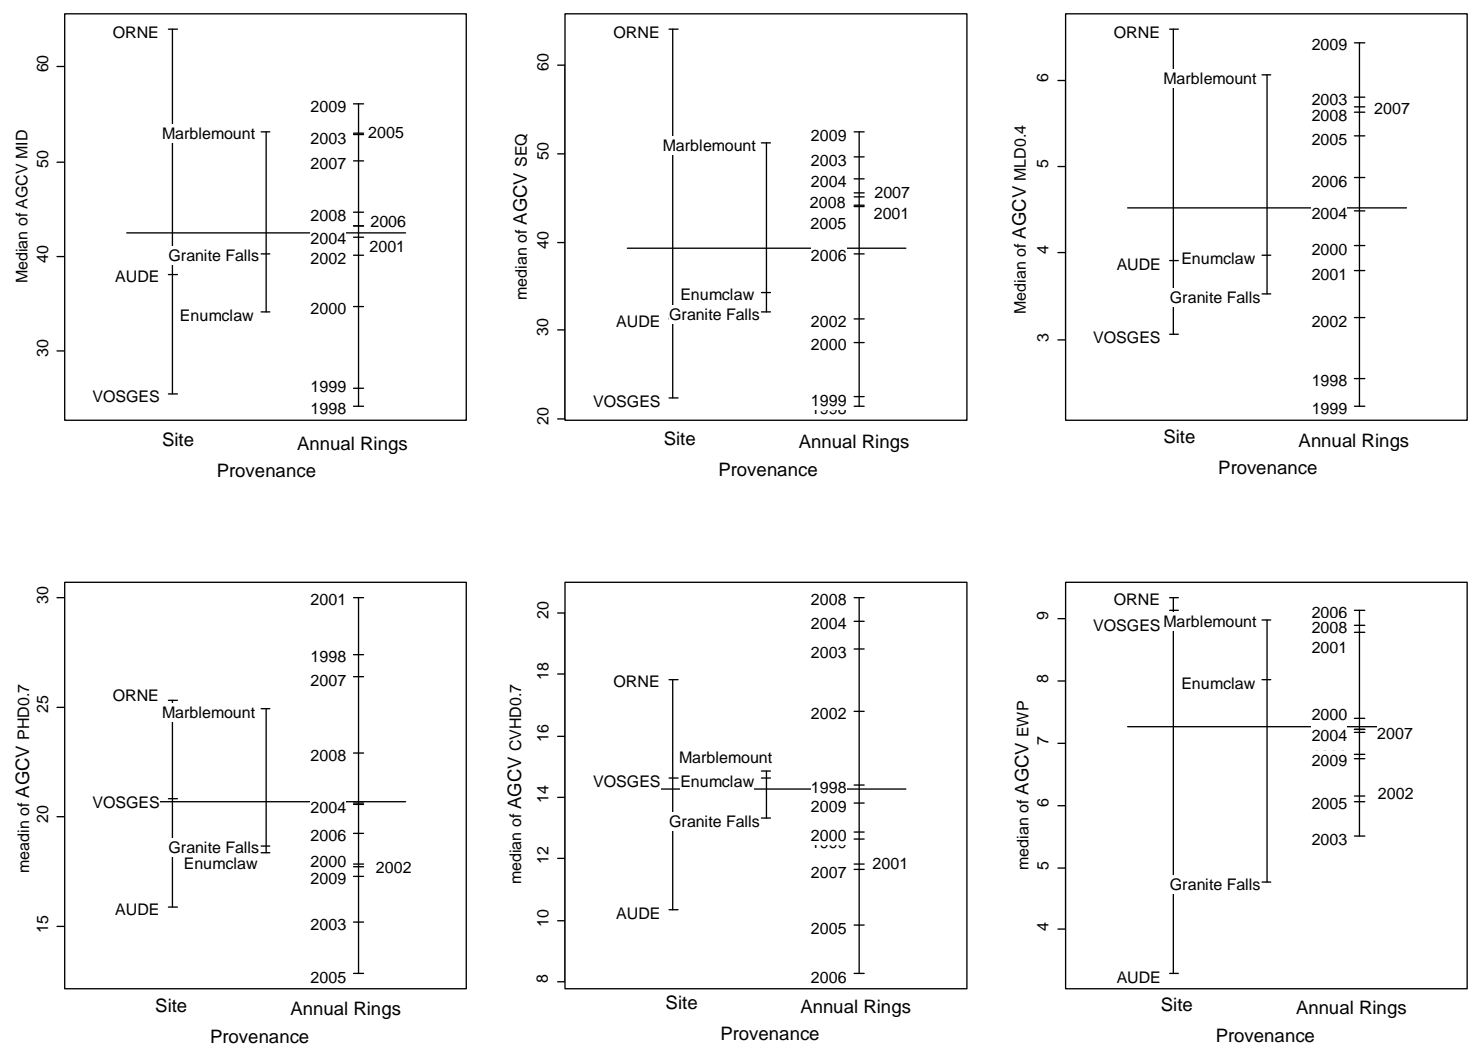 Median of AGCV MID
60
50
40
30
ORNE
AUDE
VOSGES
Marblemount
Granite Falls
Enumclaw
2009
2003
2005
2007
2008
2006
2004
2001
2002
2000
1999
1998
Site
Annual Rings
Provenance
median of AGCV SEQ
60
50
40
30
20
ORNE
AUDE
VOSGES
Marblemount
Enumclaw
Granite Falls
2009
2003
2004
2007
2008
2001
2005
2006
2002
2000
1999
Site
Annual Rings
Provenance
Median of AGCV MLD0.4
6
5
4
3
ORNE
AUDE
VOSGES
Marblemount
Enumclaw
Granite Falls
2009
2003
2007
2008
2005
2006
2004
2000
2001
2002
1998
1999
Site
Annual Rings
Provenance
meadin of AGCV PHD0.7
30
25
20
15
ORNE
VOSGES
AUDE
Marblemount
Granite Falls
Enumclaw
2001
1998
2007
2008
2004
2006
2000
2002
2009
2003
2005
Site
Annual Rings
Provenance
median of AGCV CVHD0.7
20
18
16
14
12
10
8
ORNE
VOSGES
AUDE
Marblemount
Enumclaw
Granite Falls
2008
2004
2003
2002
1998
2009
2000
2001
2007
2005
2006
Site
Annual Rings
Provenance
median of AGCV EWP
9
8
7
6
5
4
ORNE
VOSGES
AUDE
Marblemount
Enumclaw
Granite Falls
2006
2008
2001
2000
2004
2007
2009
2002
2005
2003
Site
Annual Rings
Provenance